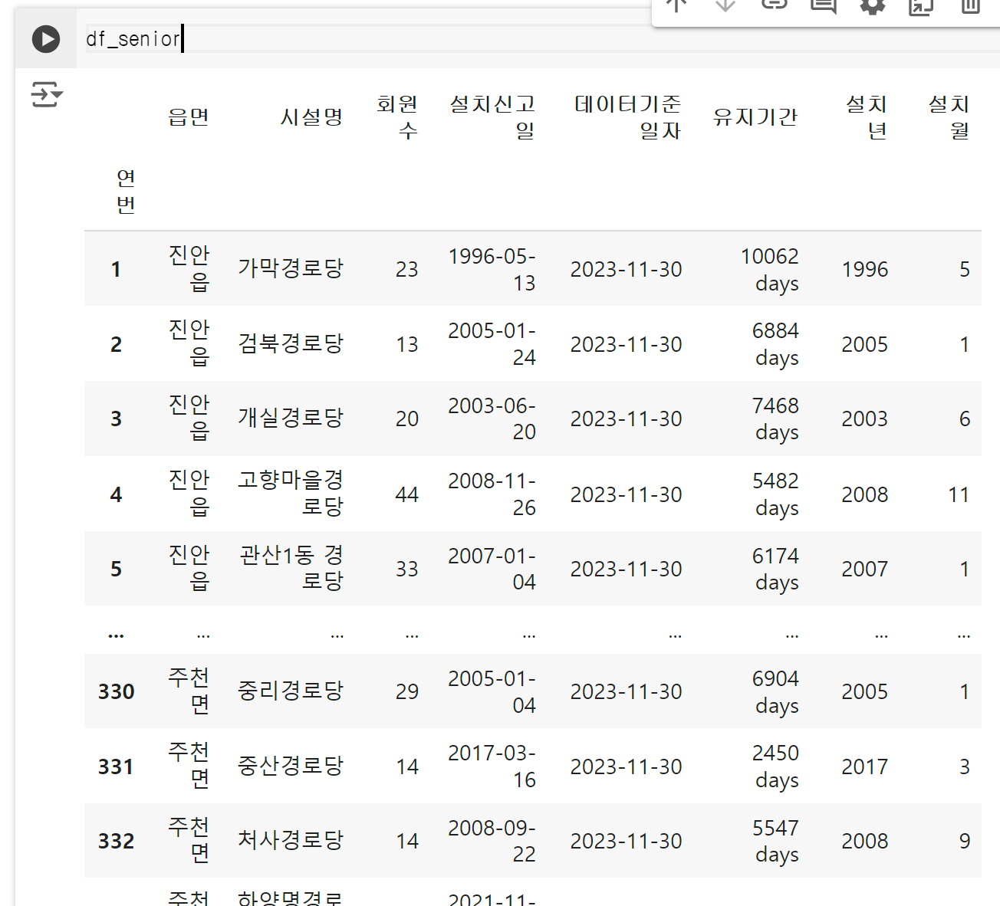 df_senior
읍면 시설명 회원수 설치신고일 데이터기준일자 유지기간 설치년 설치월
연번
1 진안읍 가막경로당 23 1996-05-13 2023-11-30 10062 days 1996 5
2 진안읍 검북경로당 13 2005-01-24 2023-11-30 6884 days 2005 1
3 진안읍 개실경로당 20 2003-06-20 2023-11-30 7468 days 2003 6
4 진안읍 고향마을경로당 44 2008-11-26 2023-11-30 5482 days 2008 11
5 진안읍 관산1동 경로당 33 2007-01-04 2023-11-30 6174 days 2007 1
... ... ... ... ... ... ... ... ...
330 주천면 중리경로당 29 2005-01-04 2023-11-30 6904 days 2005 1
331 주천면 중산경로당 14 2017-03-16 2023-11-30 2450 days 2017 3
332 주천면 처사경로당 14 2008-09-22 2023-11-30 5547 days 2008 9
주천 하양명경로 2021-11-